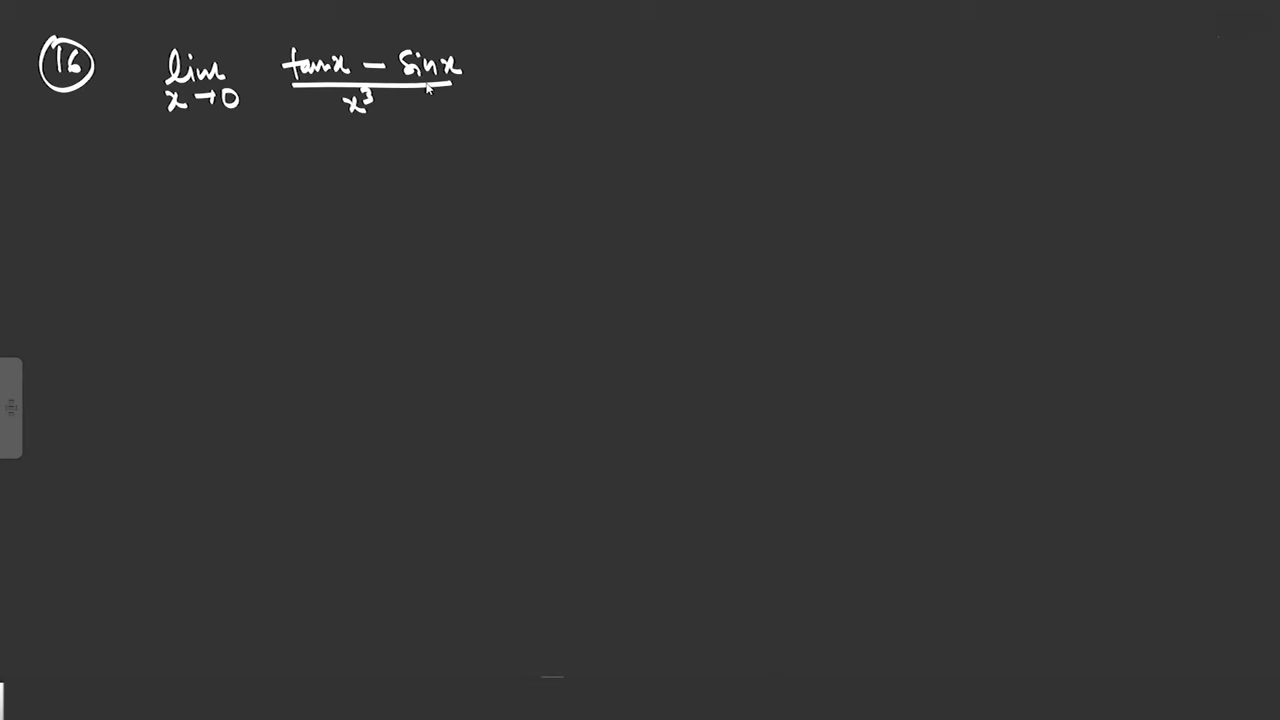 16 lim x→0 (tanx − sinx)/x³